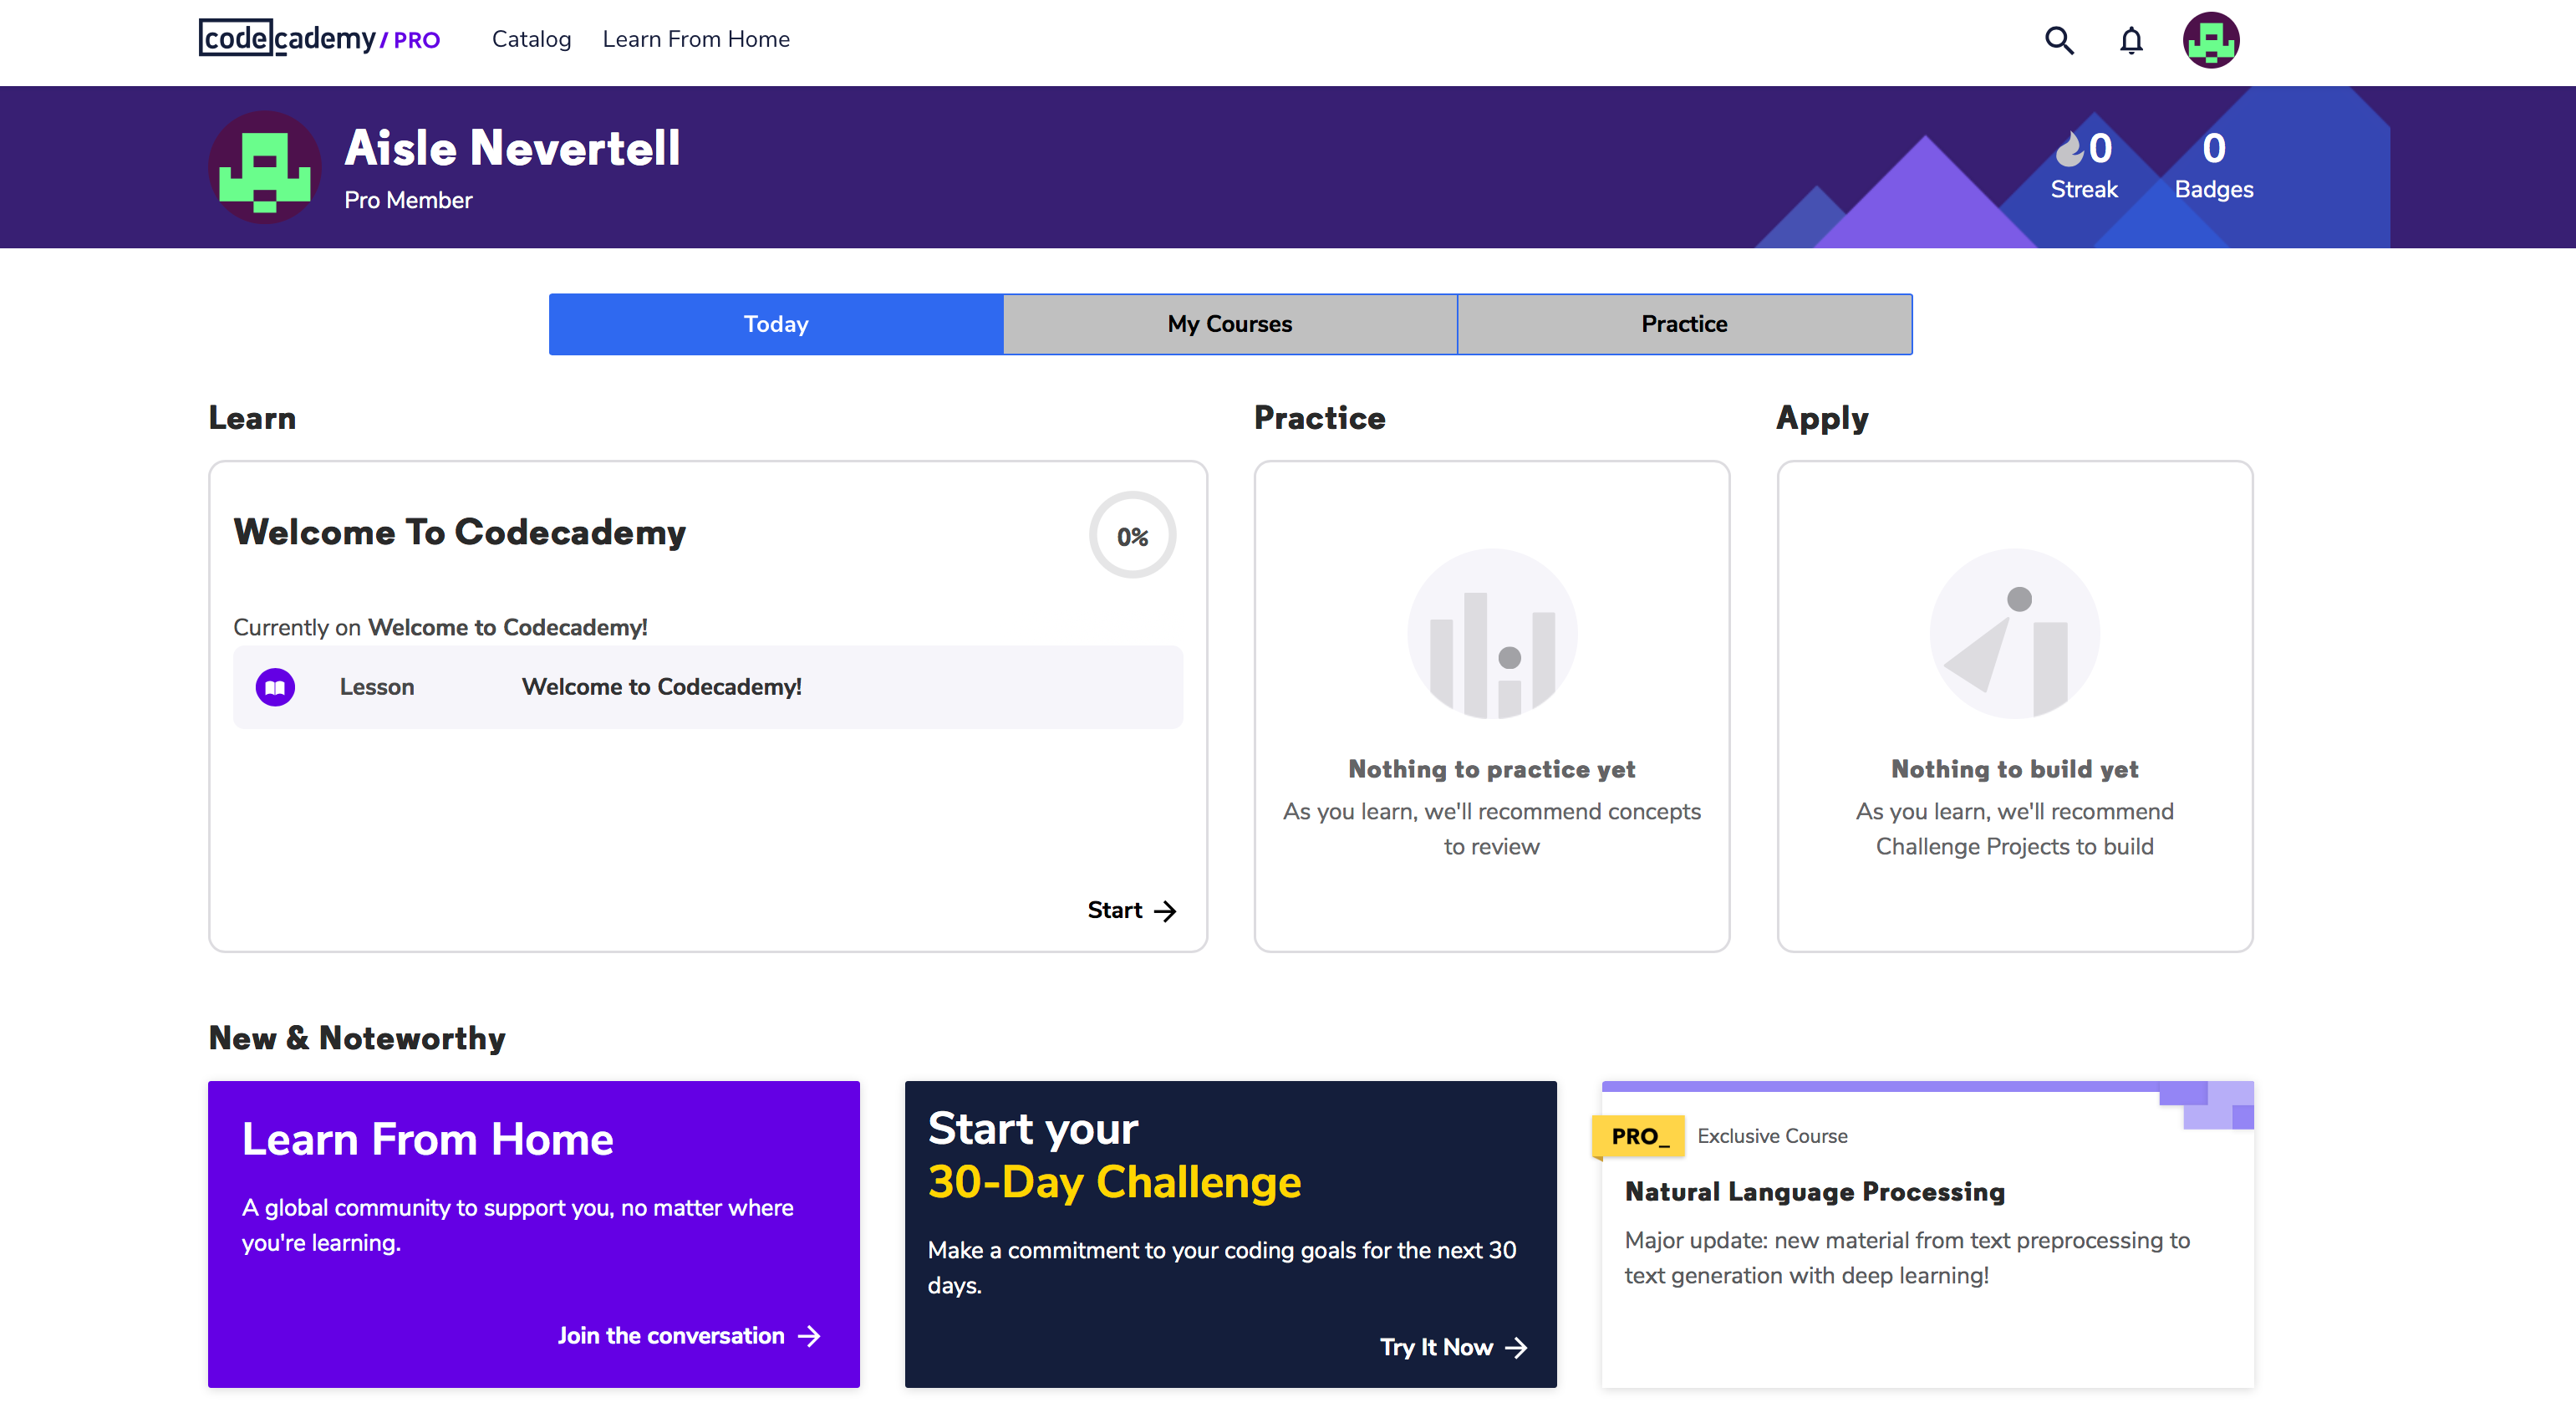 codecademy/PRO Catalog Learn From Home
Aisle Nevertell
Pro Member
0
Streak
0
Badges
Today
My Courses
Practice
Learn
Welcome To Codecademy
0%
Currently on Welcome to Codecademy!
Lesson Welcome to Codecademy!
Start
Practice
Nothing to practice yet
As you learn, we'll recommend concepts
to review
Apply
Nothing to build yet
As you learn, we'll recommend
Challenge Projects to build
New & Noteworthy
Learn From Home
A global community to support you, no matter where
you're learning.
Join the conversation
Start your
30-Day Challenge
Make a commitment to your coding goals for the next 30
days.
Try It Now
PRO_ Exclusive Course
Natural Language Processing
Major update: new material from text preprocessing to
text generation with deep learning!